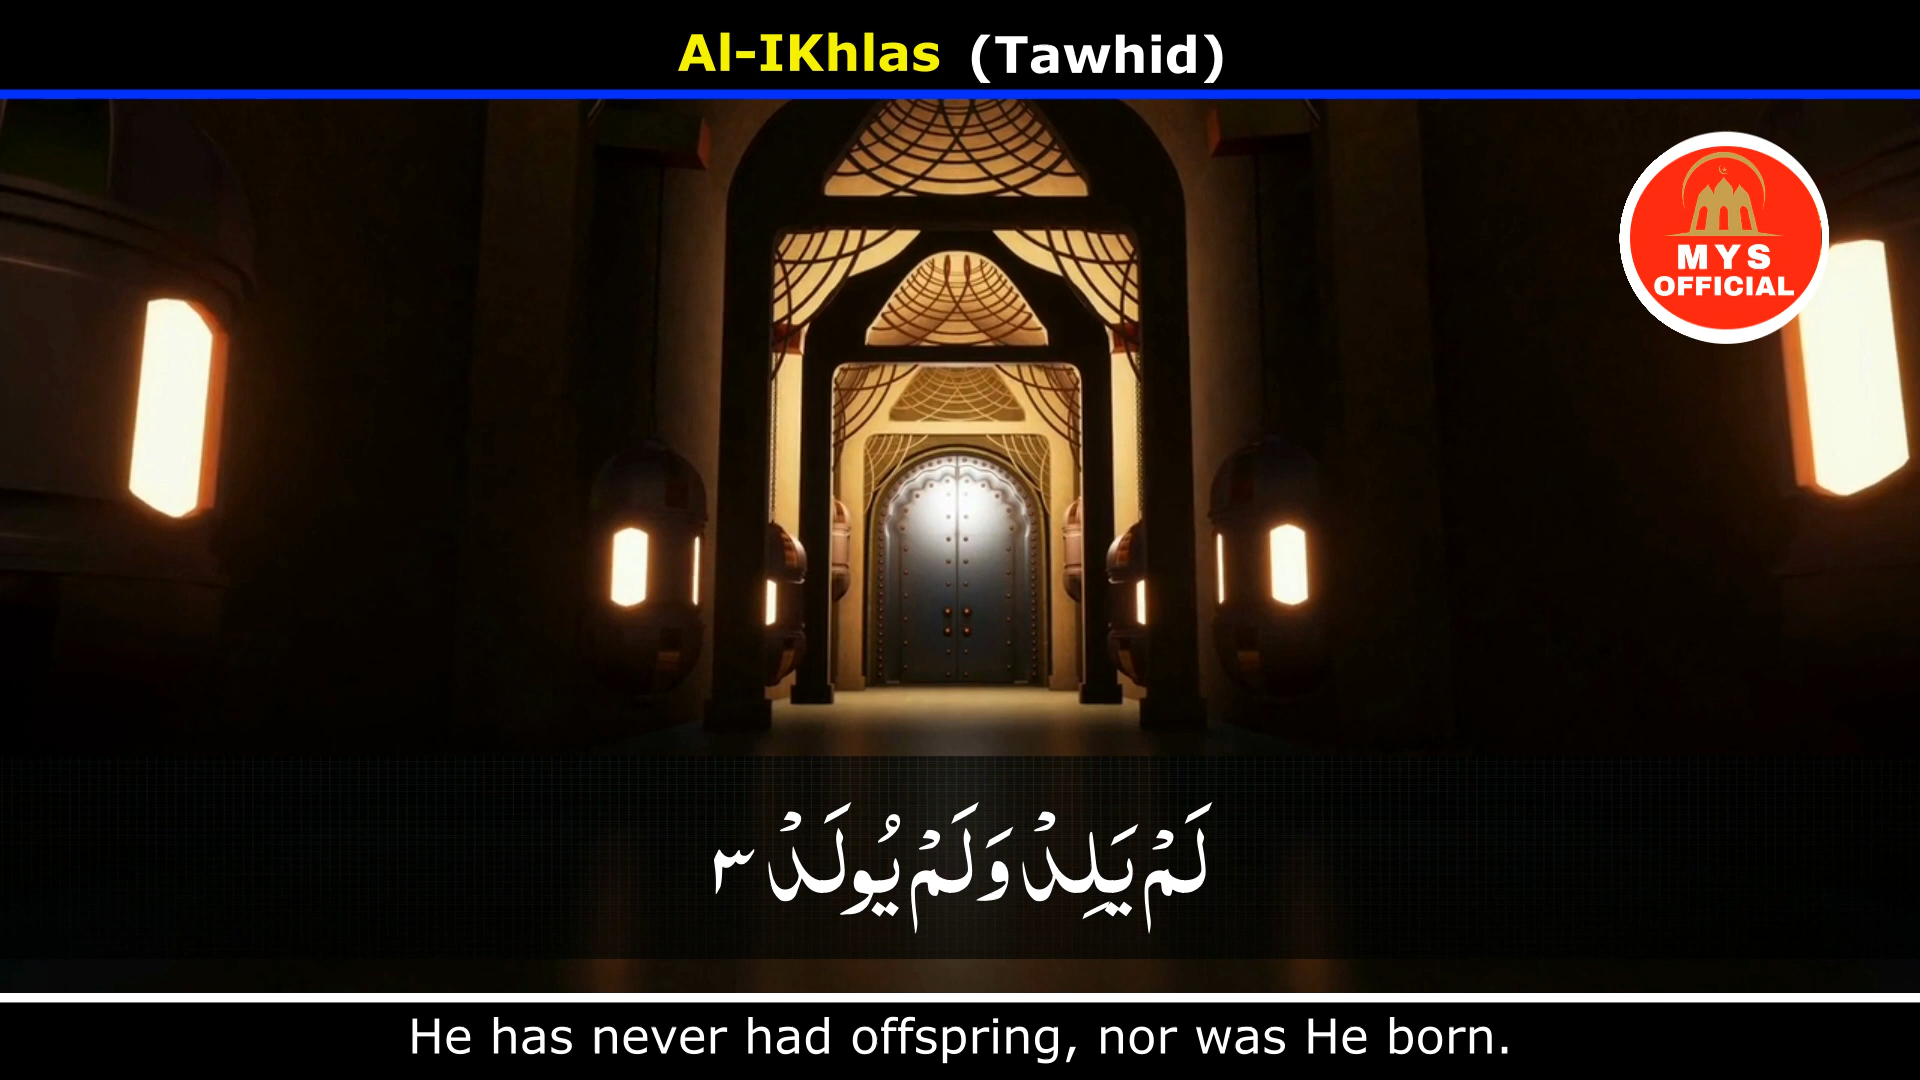 Al-IKhlas (Tawhid)
MYS
OFFICIAL
لَمْ يَلِدْ وَلَمْ يُولَدْ ٣
He has never had offspring, nor was He born.